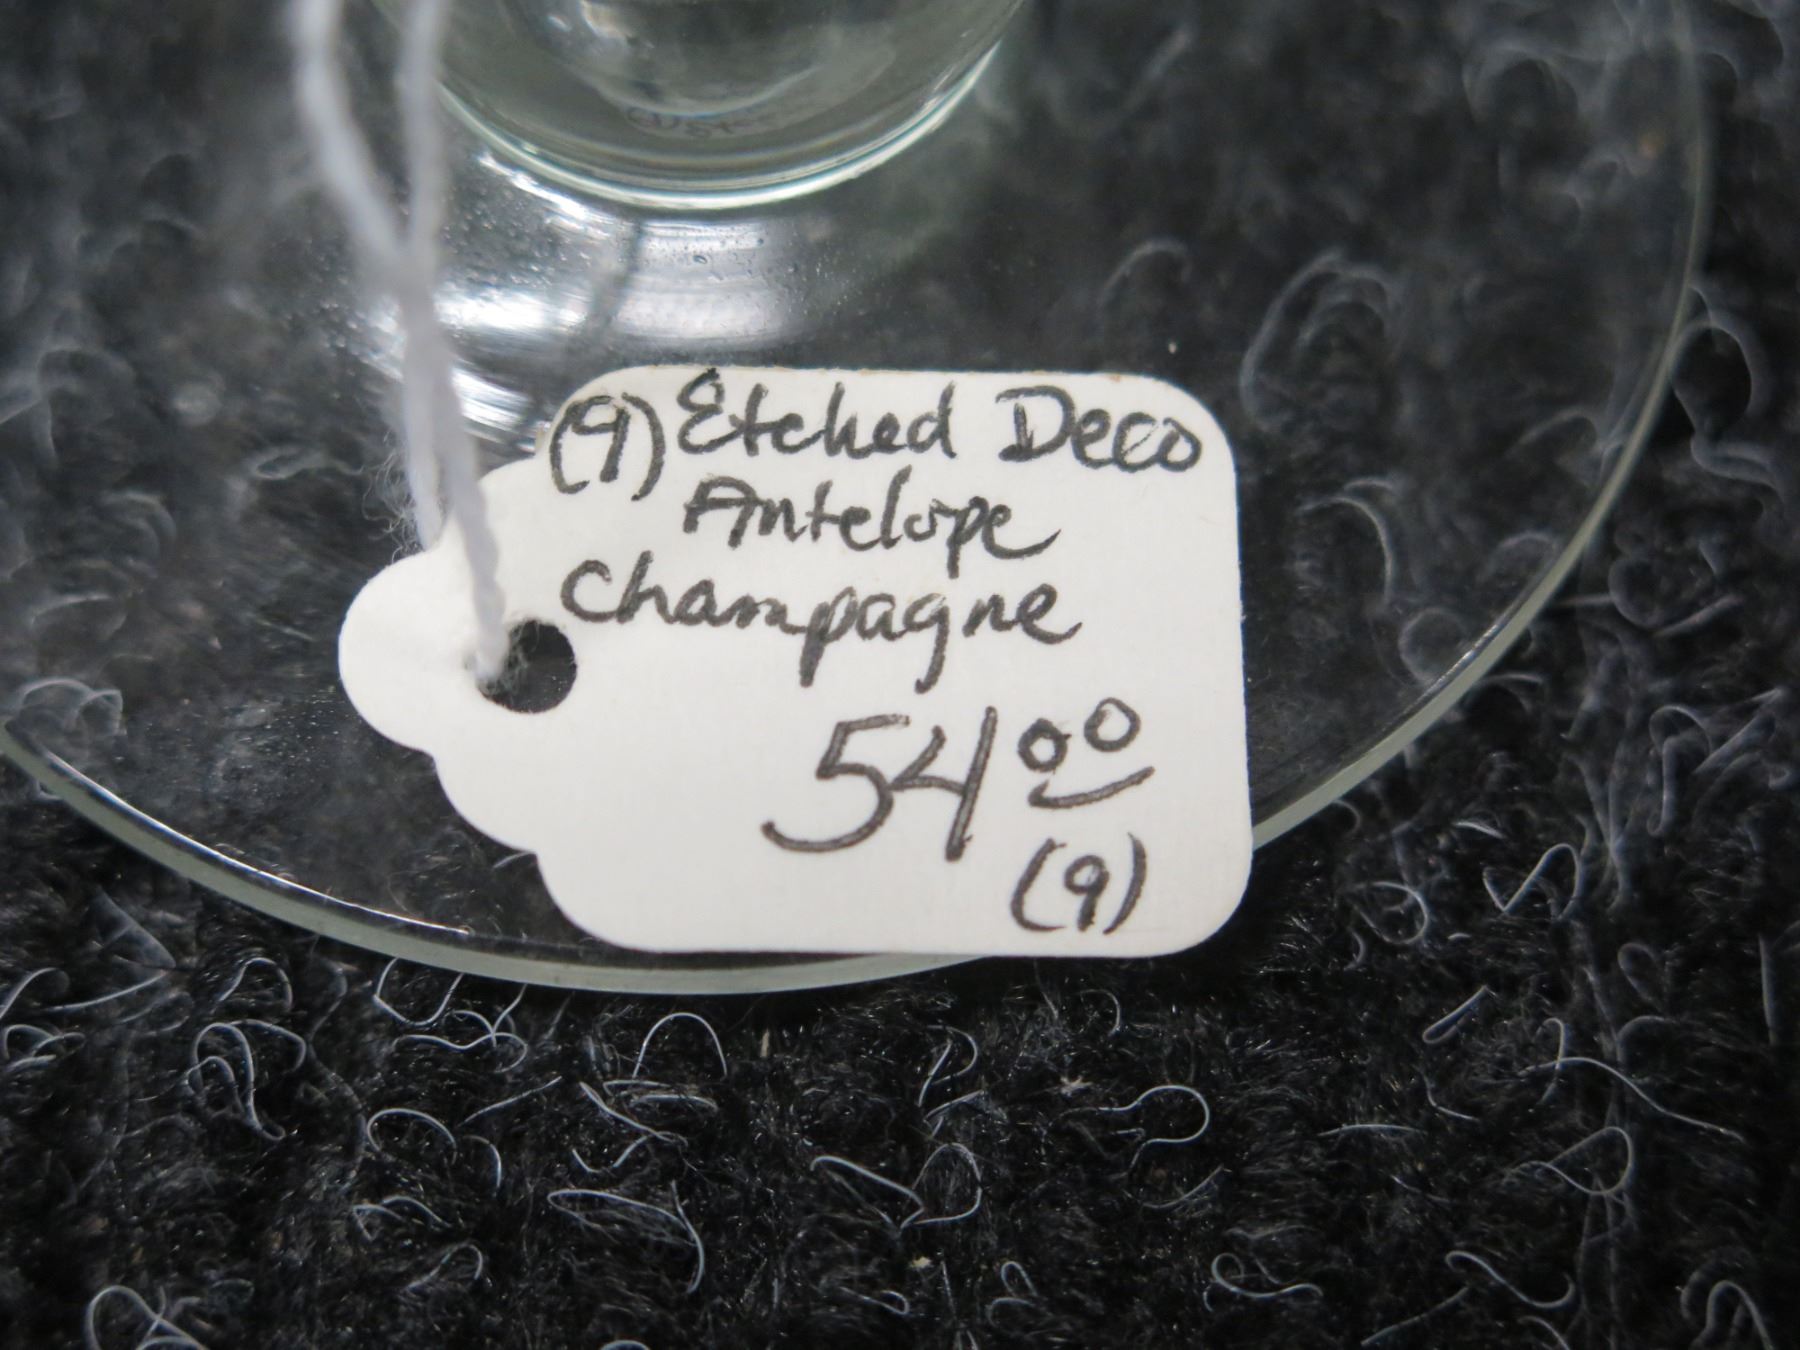 (9) Etched Deco
Antelope
Champagne
54 00
(9)